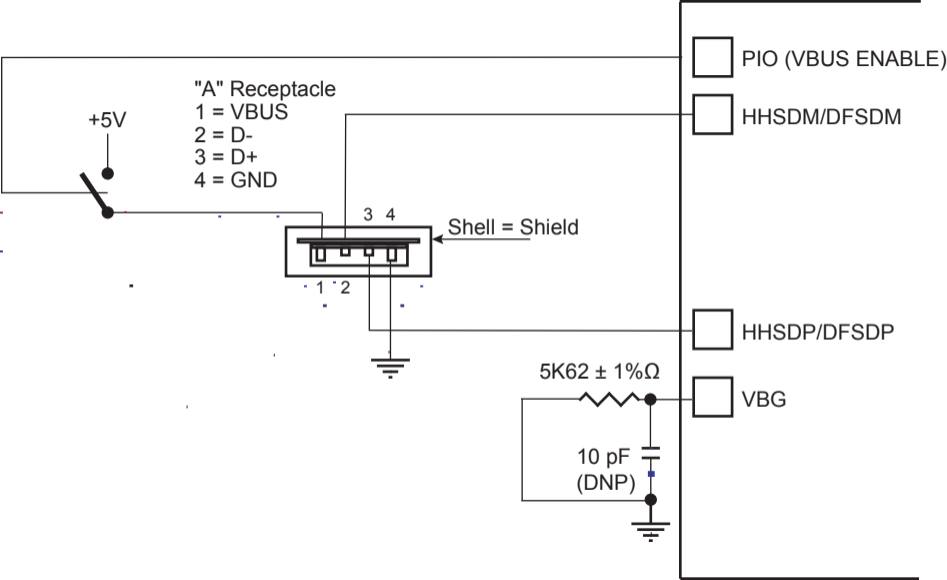 PIO (VBUS ENABLE)
"A" Receptacle
1 = VBUS
2 = D-
3 = D+
4 = GND
+5V
HHSDM/DFSDM
3 4
Shell = Shield
1 2
HHSDP/DFSDP
5K62 ± 1%Ω
VBG
10 pF
(DNP)